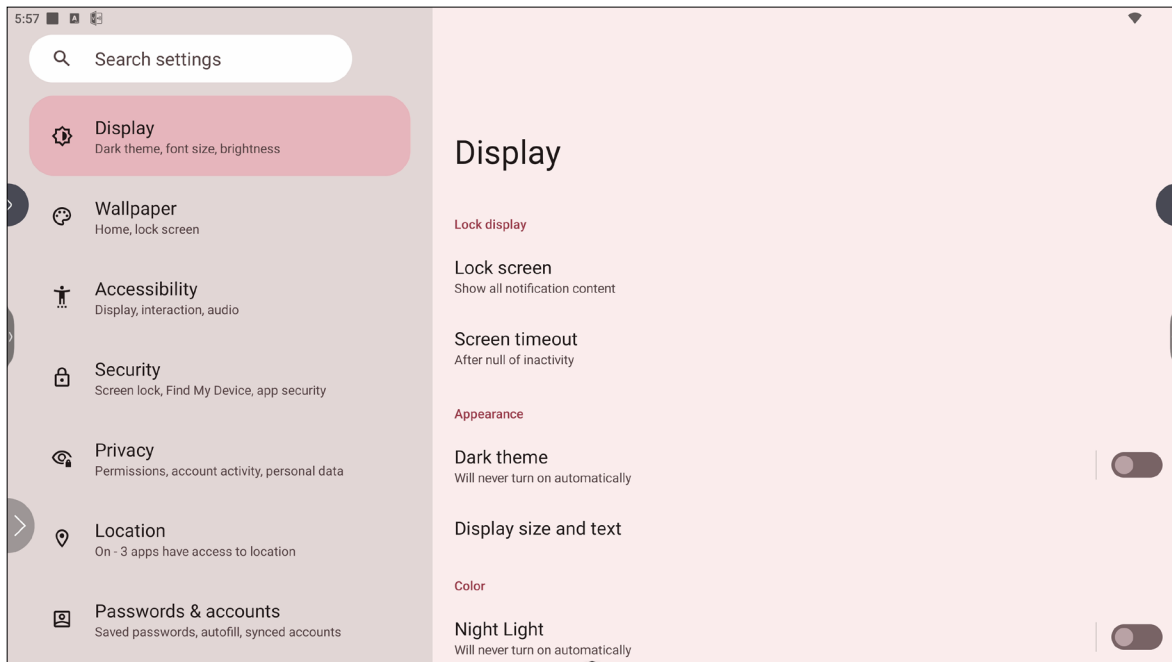 5:57
A
Search settings
Display
Dark theme, font size, brightness
Wallpaper
Home, lock screen
Accessibility
Display, interaction, audio
Security
Screen lock, Find My Device, app security
Privacy
Permissions, account activity, personal data
Location
On - 3 apps have access to location
Passwords & accounts
Saved passwords, autofill, synced accounts
Display
Lock display
Lock screen
Show all notification content
Screen timeout
After null of inactivity
Appearance
Dark theme
Will never turn on automatically
Display size and text
Color
Night Light
Will never turn on automatically